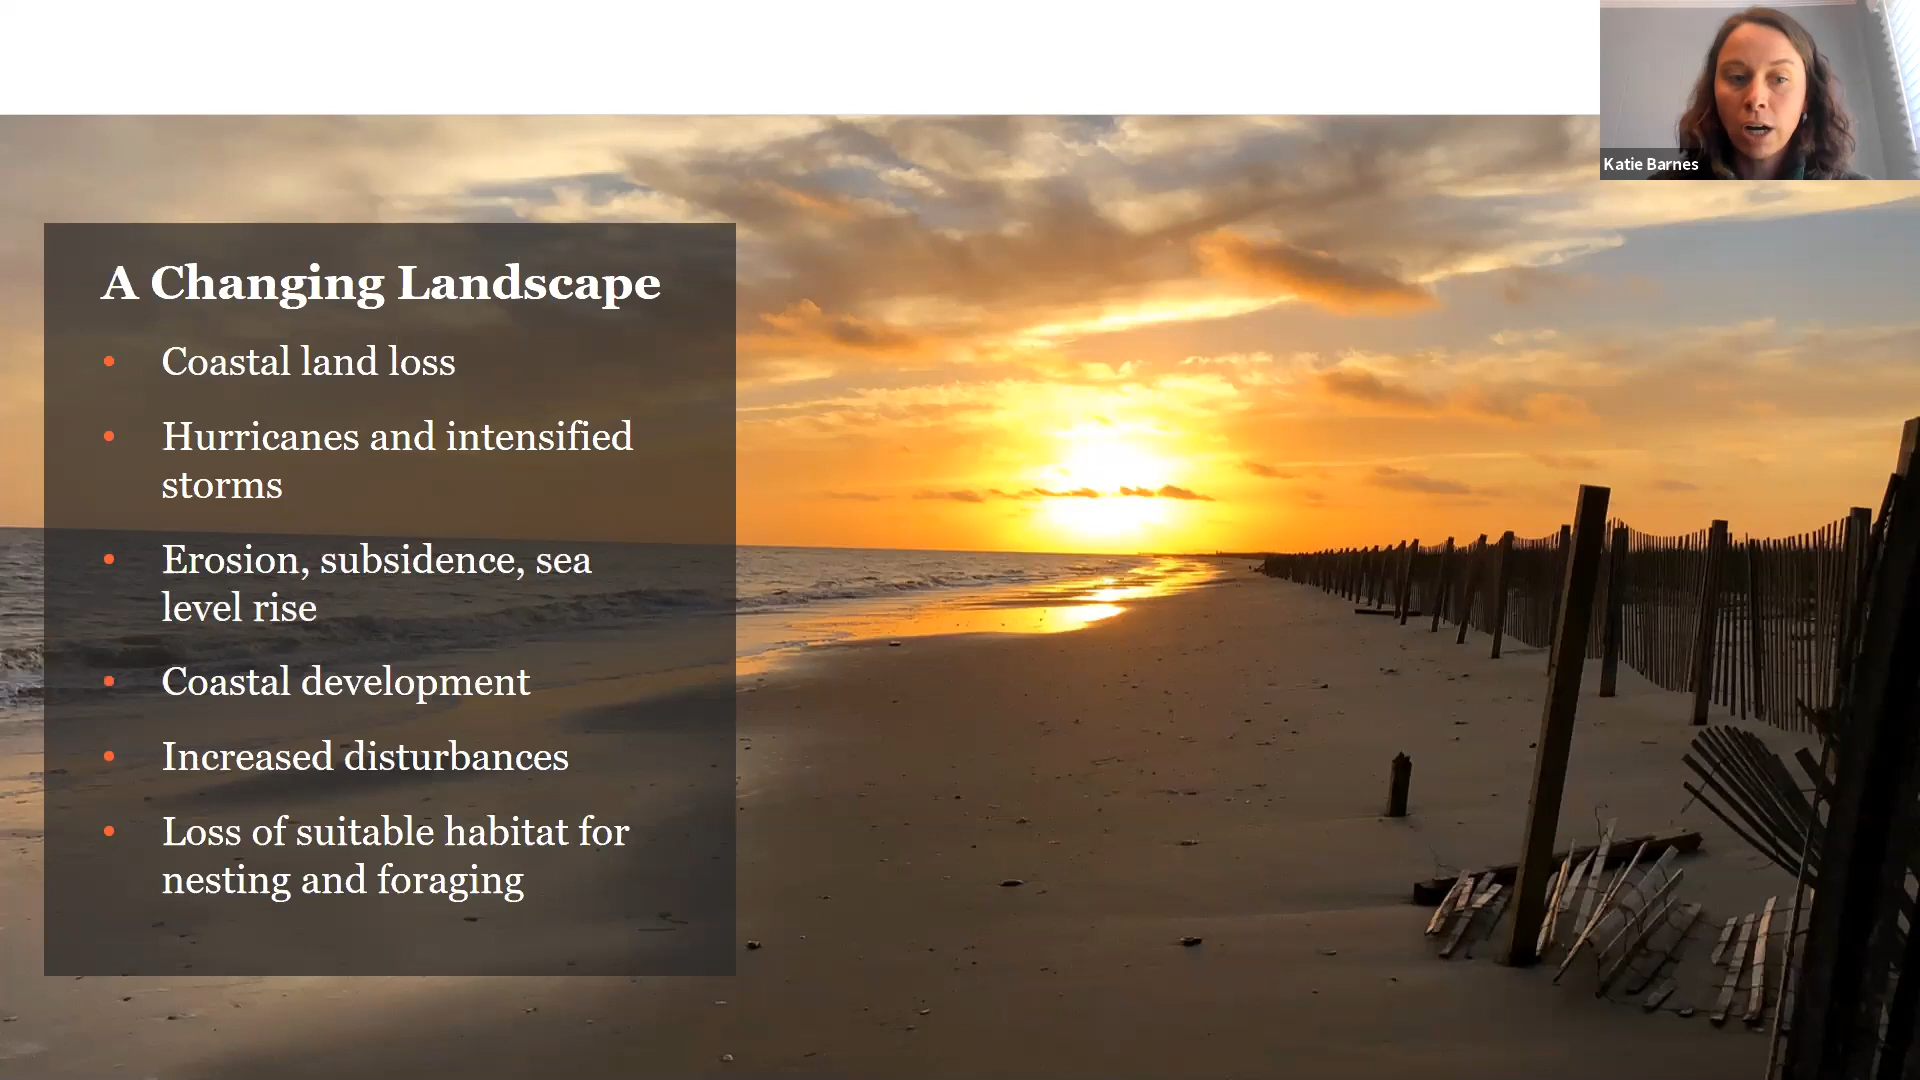 Katie Barnes
A Changing Landscape
• Coastal land loss
• Hurricanes and intensified
storms
• Erosion, subsidence, sea
level rise
• Coastal development
• Increased disturbances
• Loss of suitable habitat for
nesting and foraging